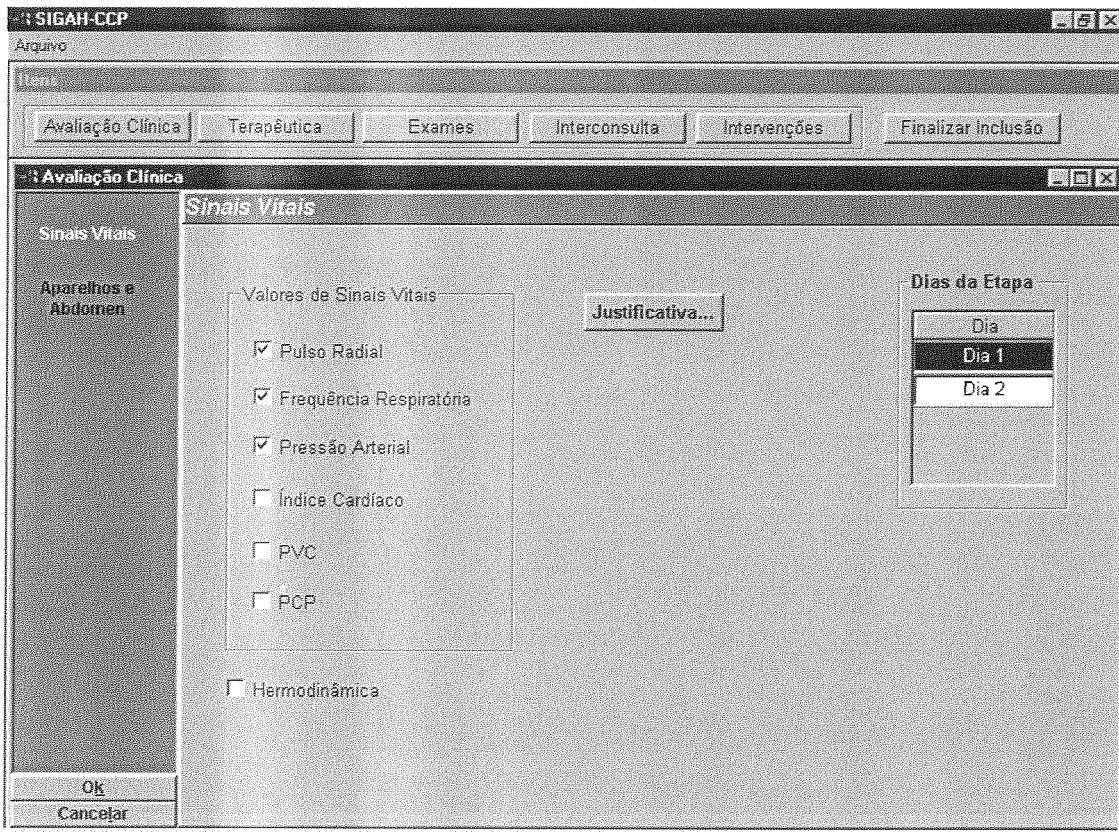 SIGAH-CCP
Arquivo
Itens
Avaliação Clínica Terapêutica Exames Interconsulta Intervenções Finalizar Inclusão
Avaliação Clínica
Sinais Vitais
Sinais Vitais
Aparelhos e
Abdomen
Valores de Sinais Vitais
Pulso Radial
Frequência Respiratória
Pressão Arterial
Índice Cardíaco
PVC
PCP
Hermodinâmica
Justificativa...
Dias da Etapa
Dia
Dia 1
Dia 2
Ok
Cancelar